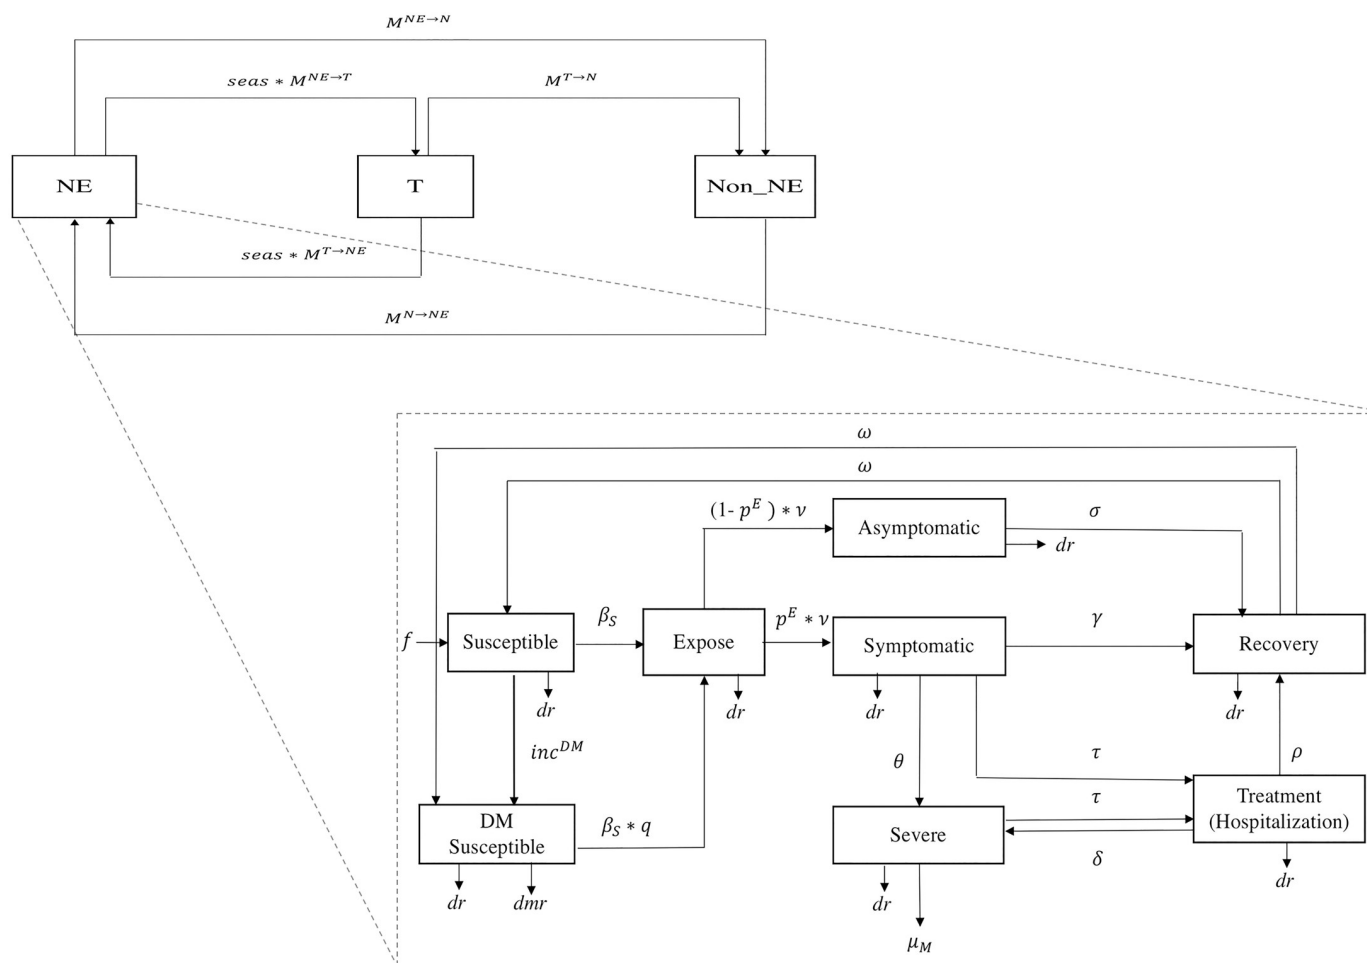 M^{NE→N}
seas * M^{NE→T}
M^{T→N}
NE
T
Non_NE
seas * M^{T→NE}
M^{N→NE}
ω
ω
(1- p^E ) * ν
Asymptomatic
σ
dr
f
Susceptible
β_S
Expose
p^E * ν
Symptomatic
γ
Recovery
dr
dr
dr
dr
inc^{DM}
θ
τ
ρ
DM
Susceptible
β_S * q
Severe
τ
δ
Treatment
(Hospitalization)
dr
dmr
dr
μ_M
dr